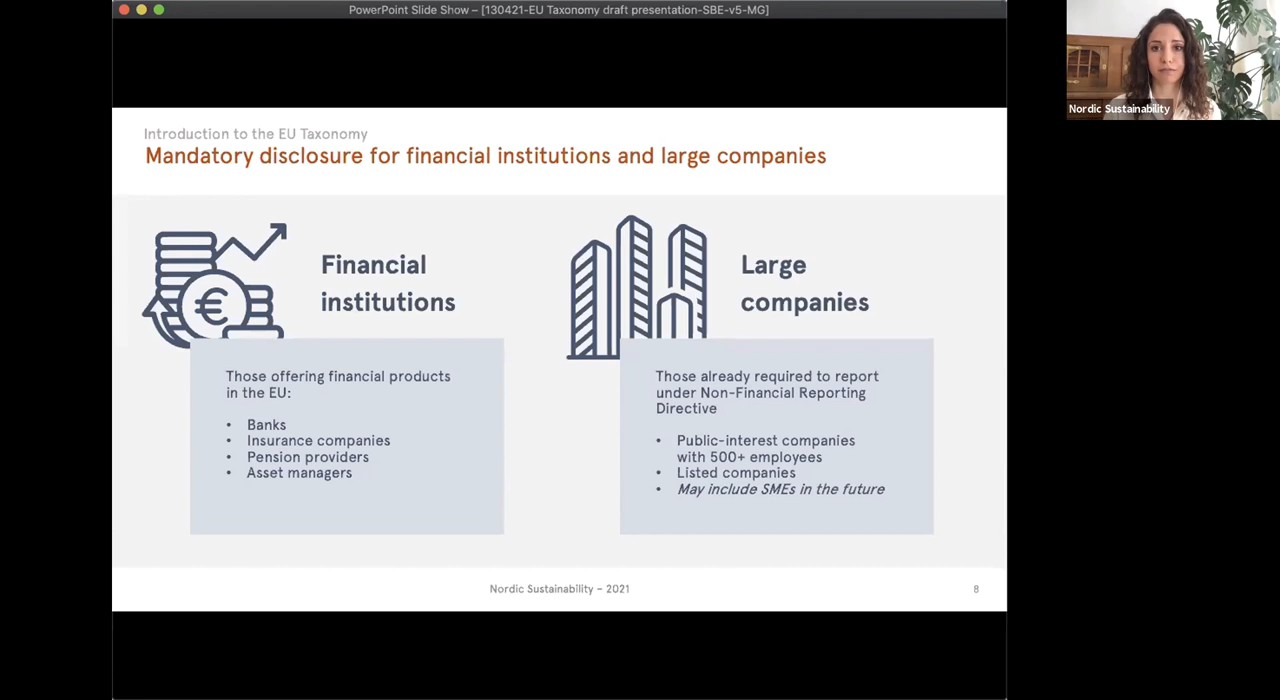 PowerPoint Slide Show – [130421-EU Taxonomy draft presentation-SBE-v5-MG]
Nordic Sustainability
Introduction to the EU Taxonomy
Mandatory disclosure for financial institutions and large companies
Financial
institutions
Those offering financial products
in the EU:
• Banks
• Insurance companies
• Pension providers
• Asset managers
Large
companies
Those already required to report
under Non-Financial Reporting
Directive
• Public-interest companies
with 500+ employees
• Listed companies
• May include SMEs in the future
Nordic Sustainability – 2021
8